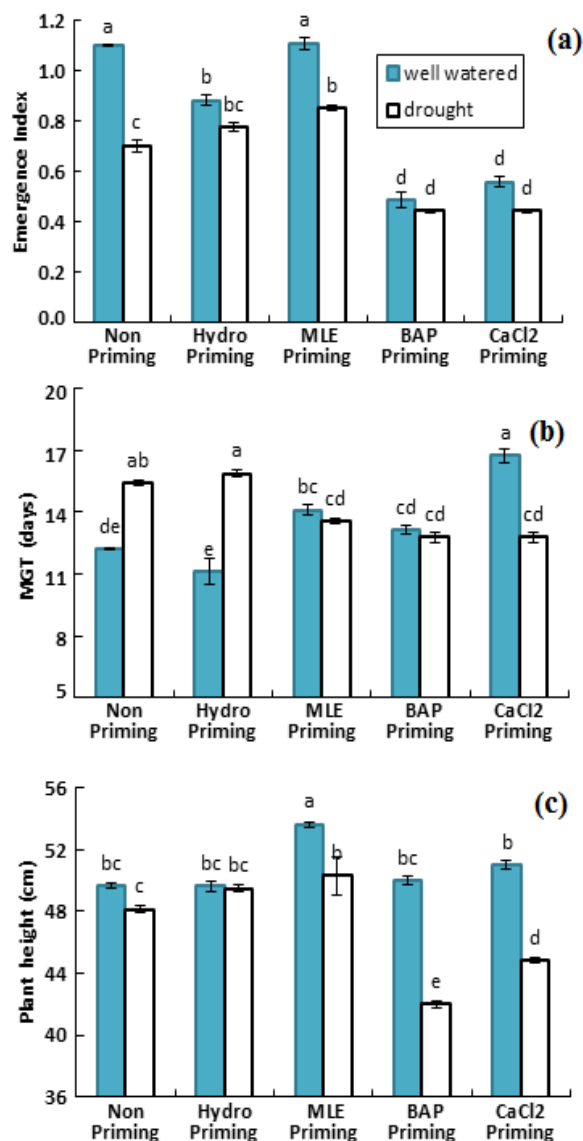 (a)
Emergence Index
1.2
1.0
0.8
0.6
0.4
0.2
0.0
well watered
drought
a
c
b
bc
a
b
d
d
d
d
Non Priming
Hydro Priming
MLE Priming
BAP Priming
CaCl2 Priming
(b)
MGT (days)
20
17
14
11
8
5
de
ab
e
a
bc
cd
cd
cd
a
cd
Non Priming
Hydro Priming
MLE Priming
BAP Priming
CaCl2 Priming
(c)
Plant height (cm)
56
52
48
44
40
36
bc
c
bc
bc
a
b
bc
e
b
d
Non Priming
Hydro Priming
MLE Priming
BAP Priming
CaCl2 Priming